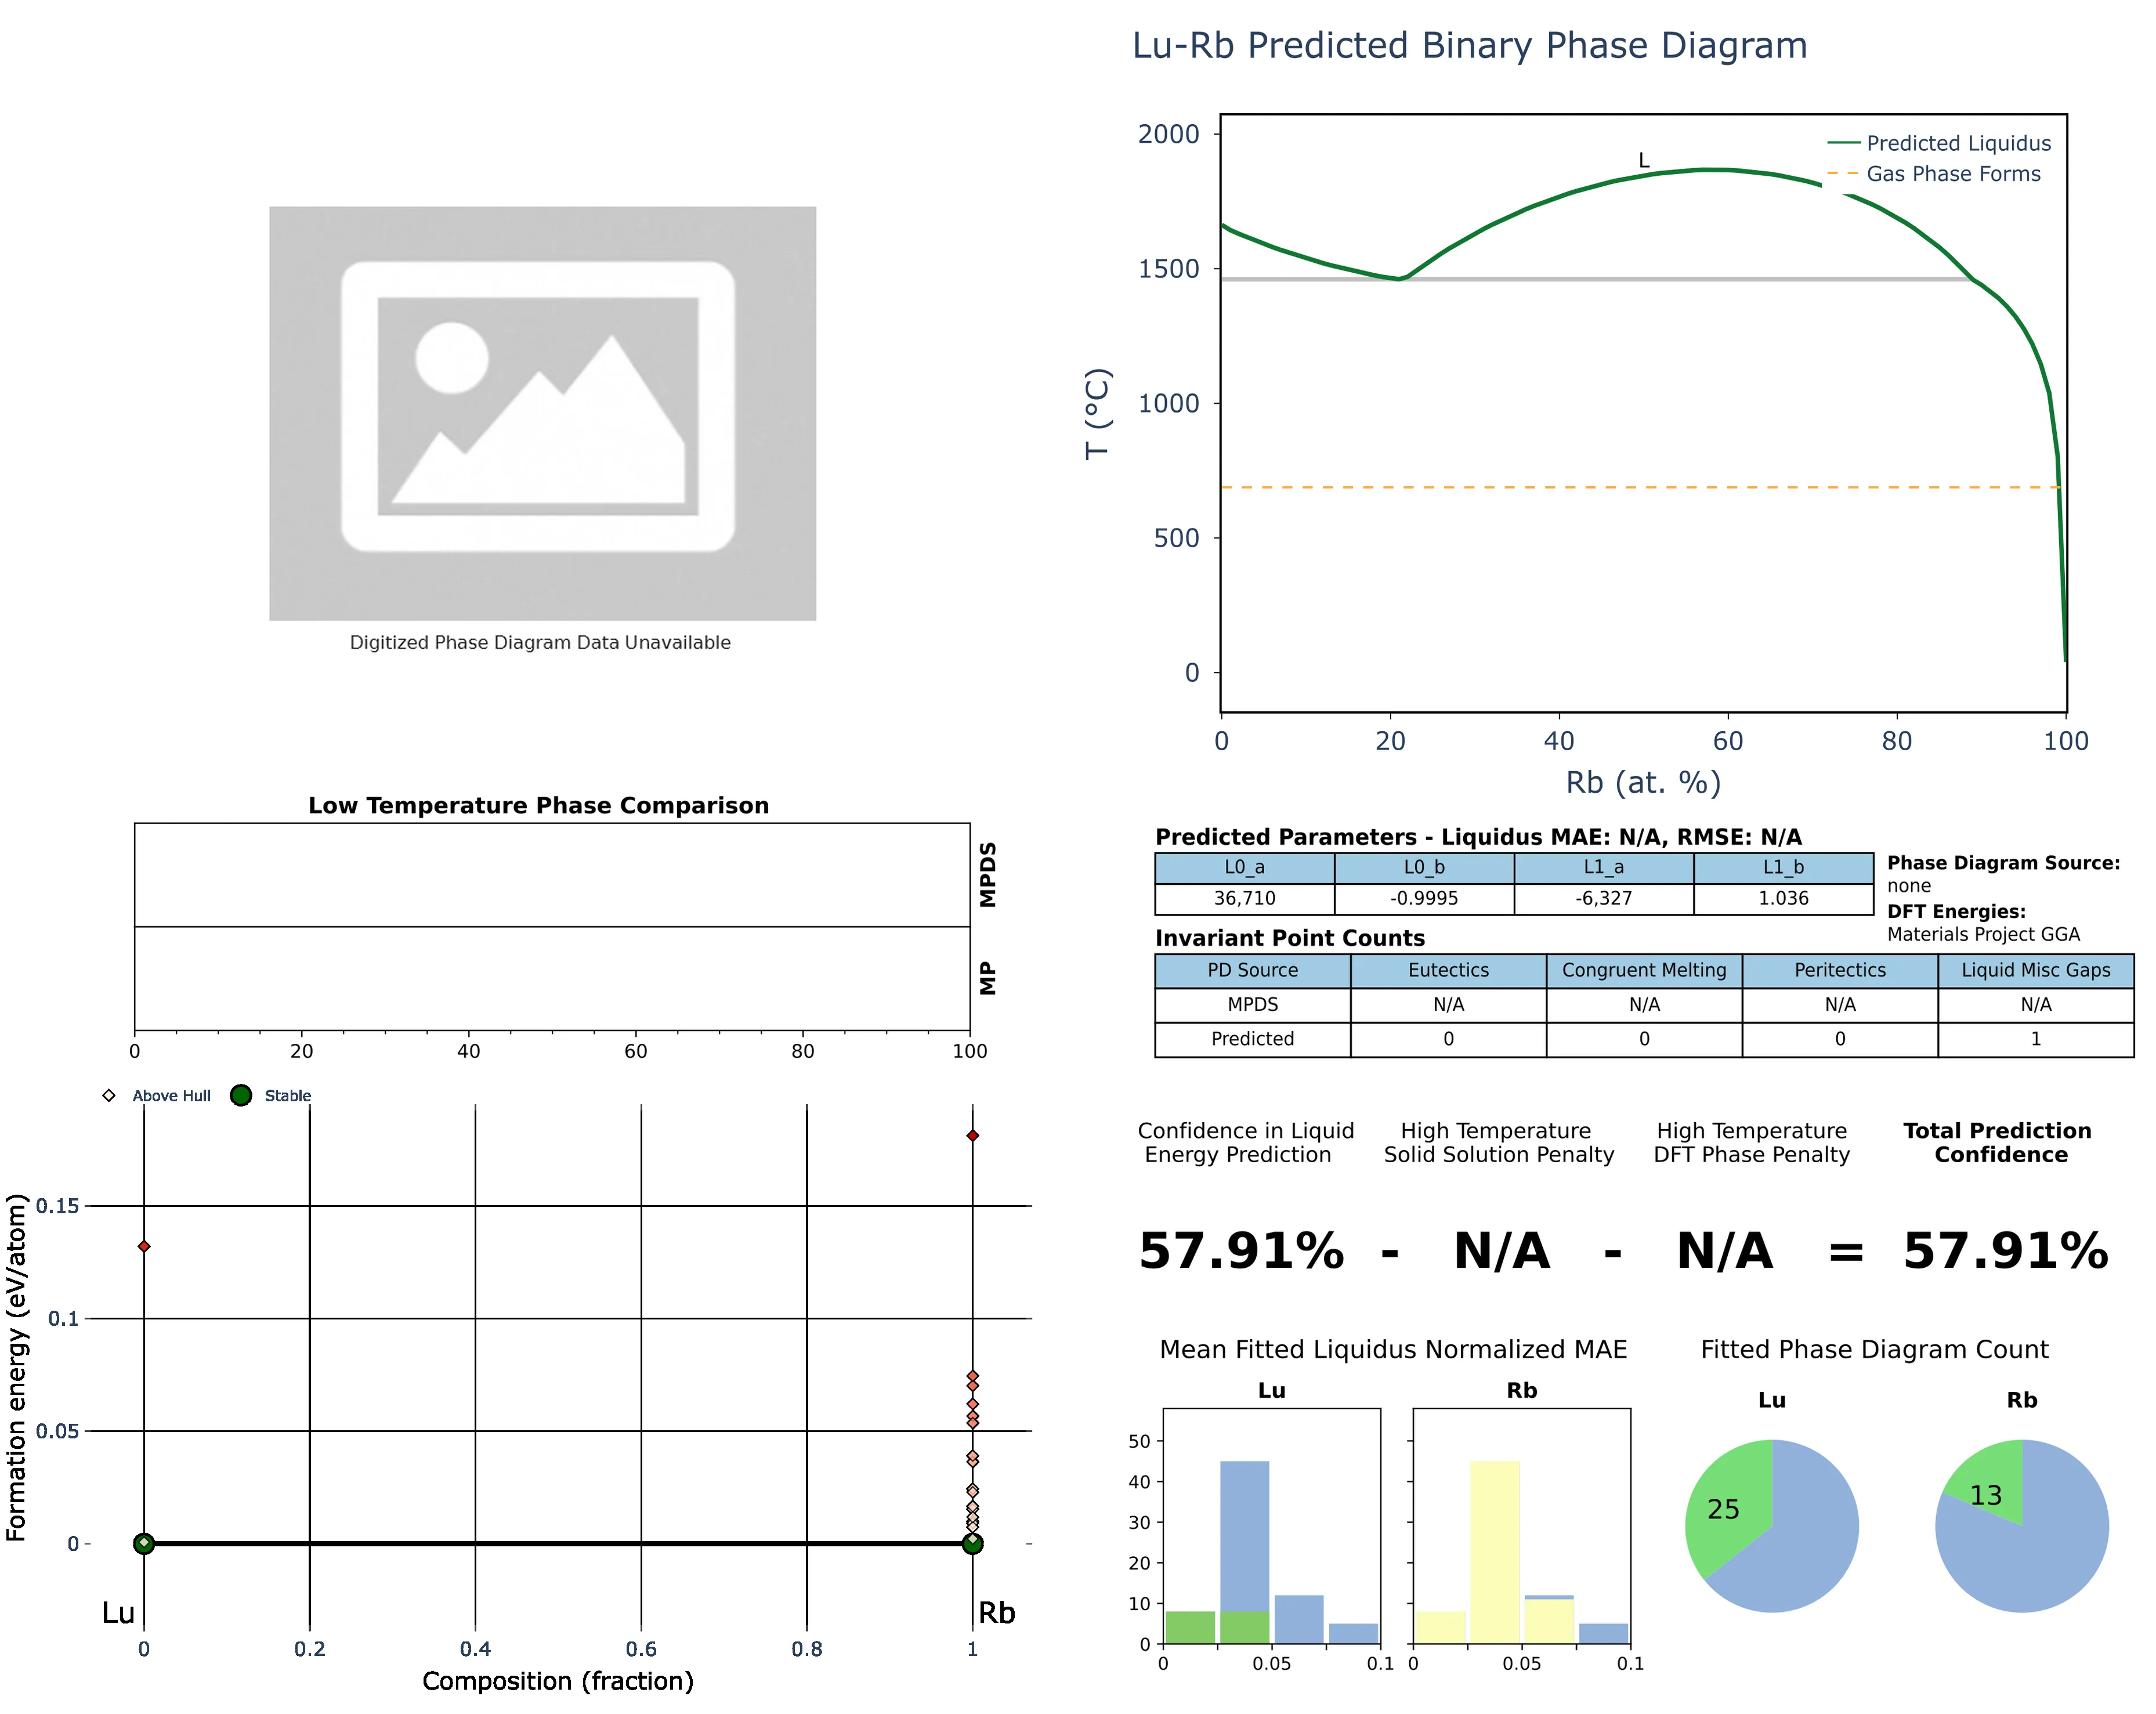 Lu-Rb Predicted Binary Phase Diagram
Digitized Phase Diagram Data Unavailable
2000
1500
1000
500
0
T (°C)
L
Predicted Liquidus
Gas Phase Forms
0 20 40 60 80 100
Rb (at. %)
Low Temperature Phase Comparison
MPDS
MP
0 20 40 60 80 100
Predicted Parameters - Liquidus MAE: N/A, RMSE: N/A
L0_a L0_b L1_a L1_b
36,710 -0.9995 -6,327 1.036
Phase Diagram Source:
none
DFT Energies:
Materials Project GGA
Invariant Point Counts
PD Source Eutectics Congruent Melting Peritectics Liquid Misc Gaps
MPDS N/A N/A N/A N/A
Predicted 0 0 0 1
Above Hull Stable
0.15
0.1
0.05
0
Formation energy (eV/atom)
Lu Rb
0 0.2 0.4 0.6 0.8 1
Composition (fraction)
Confidence in Liquid
Energy Prediction
High Temperature
Solid Solution Penalty
High Temperature
DFT Phase Penalty
Total Prediction
Confidence
57.91% - N/A - N/A = 57.91%
Mean Fitted Liquidus Normalized MAE
Lu Rb
50
40
30
20
10
0
0 0.05 0.1 0 0.05 0.1
Fitted Phase Diagram Count
Lu Rb
25 13